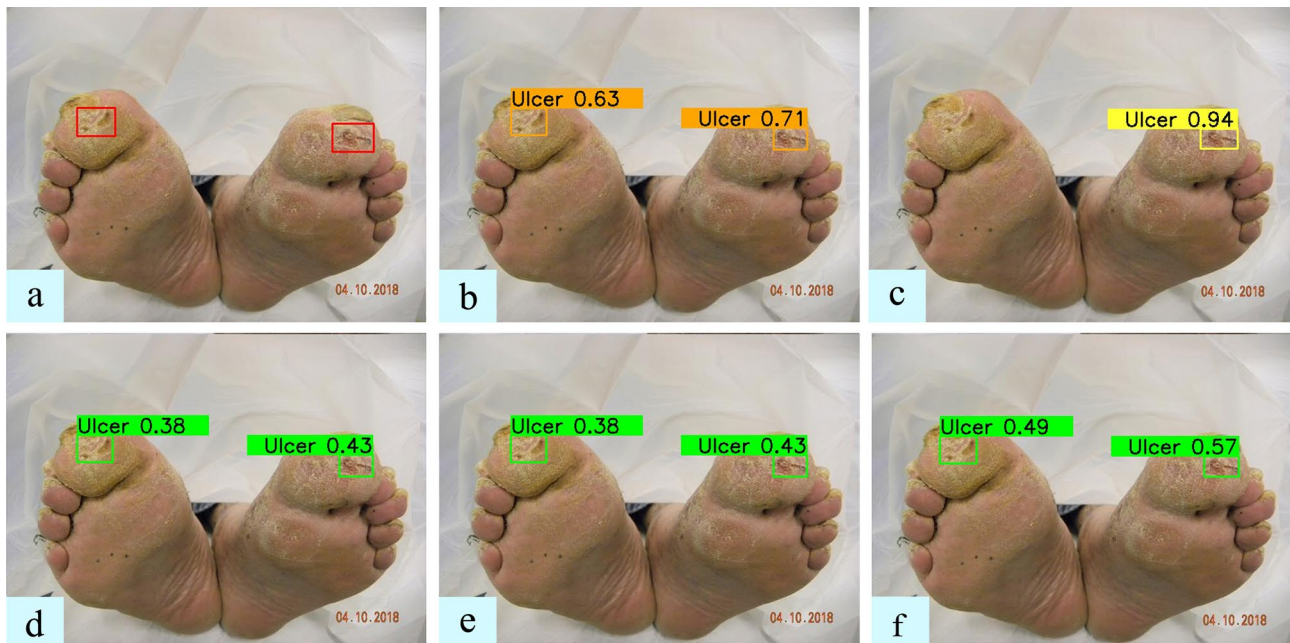 Ulcer 0.63
Ulcer 0.71
Ulcer 0.94
a
04.10.2018
b
04.10.2018
c
04.10.2018
Ulcer 0.38
Ulcer 0.43
Ulcer 0.38
Ulcer 0.43
Ulcer 0.49
Ulcer 0.57
d
04.10.2018
e
04.10.2018
f
04.10.2018